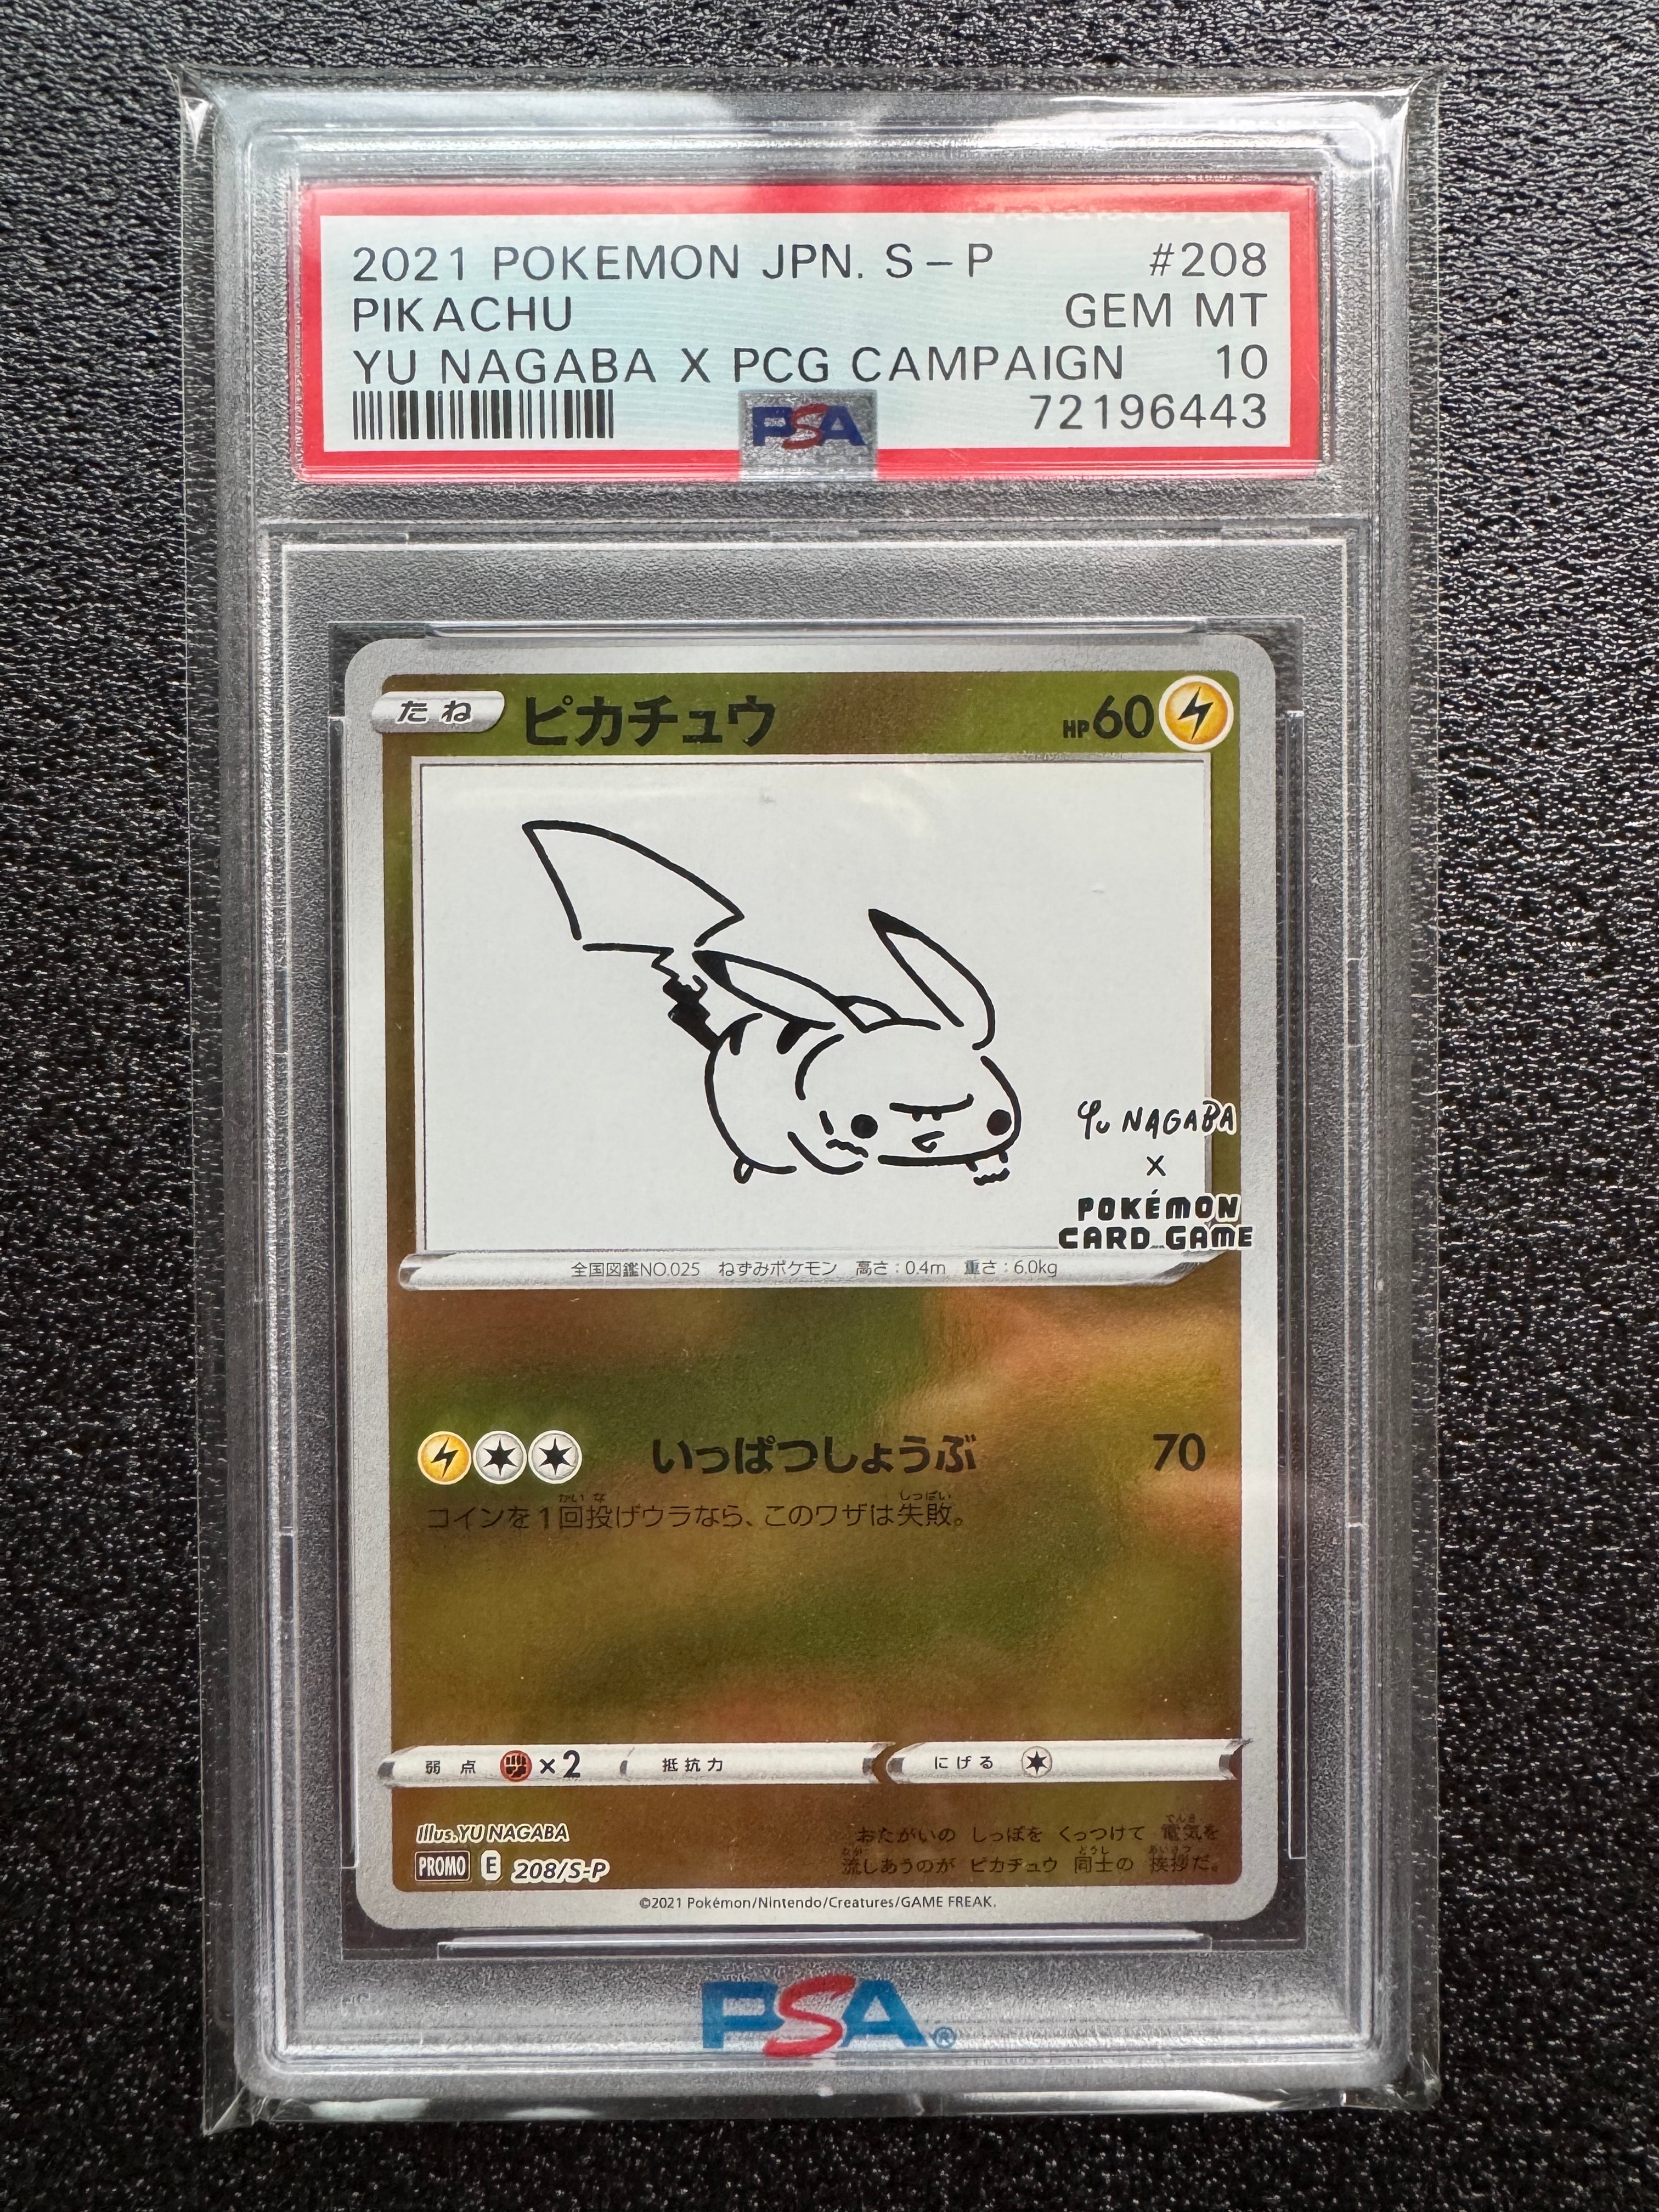 2021 POKEMON JPN. S-P #208
PIKACHU GEM MT
YU NAGABA X PCG CAMPAIGN 10
PSA 72196443
たね ピカチュウ HP60
YU NAGABA
×
POKÉMON
CARD GAME
全国図鑑NO.025 ねずみポケモン 高さ:0.4m 重さ:6.0kg
いっぱつしょうぶ 70
コインを1回投げウラなら、このワザは失敗。
弱点 ×2 抵抗力 にげる
Illus.YU NAGABA
PROMO E 208/S-P
おたがいの しっぽを くっつけて 電気を
流しあうのが ピカチュウ 同士の 挨拶だ。
©2021 Pokémon/Nintendo/Creatures/GAME FREAK.
PSA®